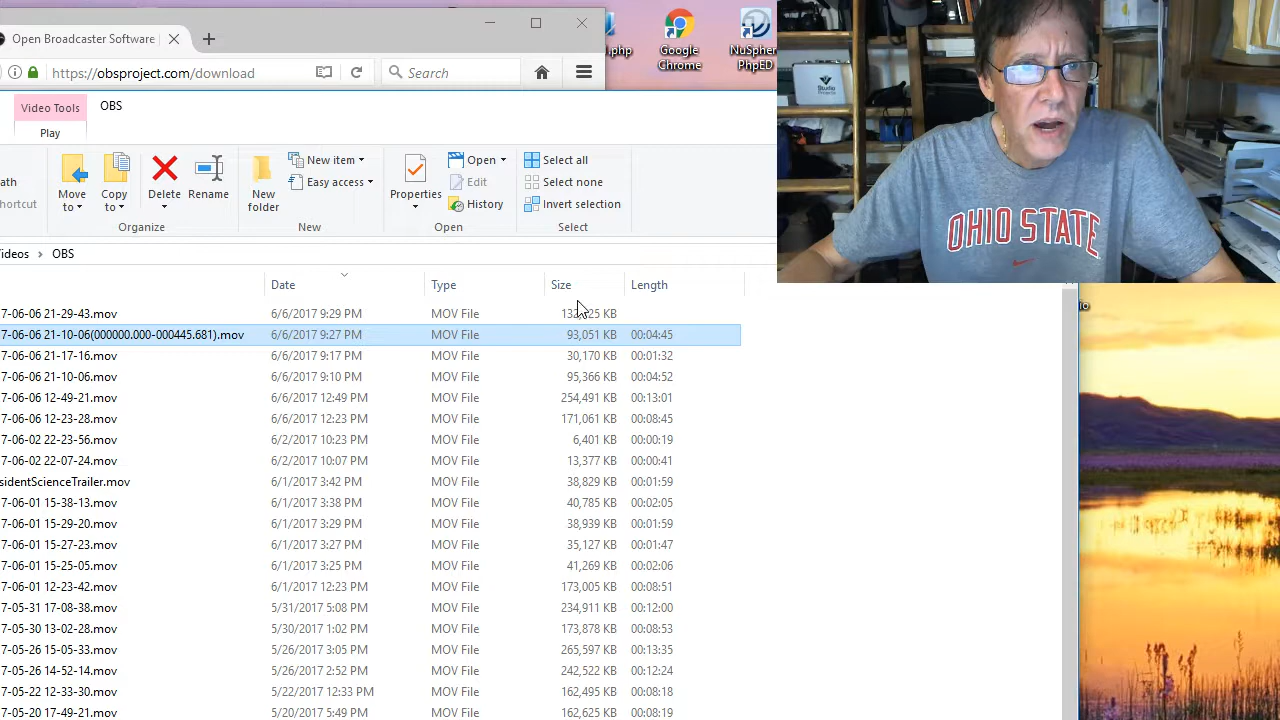 Open Broadcaster Software
.php
Google
Chrome
NuSpher
PhpED
project.com/download
Search
Video Tools
OBS
Play
ath
hortcut
Move
to
Copy
to
Delete
Rename
Organize
New
folder
New item
Easy access
New
Properties
Open
Edit
History
Open
Select all
Select none
Invert selection
Select
OHIO STATE
ideos > OBS
Date Type Size Length
7-06-06 21-29-43.mov 6/6/2017 9:29 PM MOV File
7-06-06 21-10-06(000000.000-000445.681).mov 6/6/2017 9:27 PM MOV File 93,051 KB 00:04:45
7-06-06 21-17-16.mov 6/6/2017 9:17 PM MOV File 30,170 KB 00:01:32
7-06-06 21-10-06.mov 6/6/2017 9:10 PM MOV File 95,366 KB 00:04:52
7-06-06 12-49-21.mov 6/6/2017 12:49 PM MOV File 254,491 KB 00:13:01
7-06-06 12-23-28.mov 6/6/2017 12:23 PM MOV File 171,061 KB 00:08:45
7-06-02 22-23-56.mov 6/2/2017 10:23 PM MOV File 6,401 KB 00:00:19
7-06-02 22-07-24.mov 6/2/2017 10:07 PM MOV File 13,377 KB 00:00:41
sidentScienceTrailer.mov 6/1/2017 3:42 PM MOV File 38,829 KB 00:01:59
7-06-01 15-38-13.mov 6/1/2017 3:38 PM MOV File 40,785 KB 00:02:05
7-06-01 15-29-20.mov 6/1/2017 3:29 PM MOV File 38,939 KB 00:01:59
7-06-01 15-27-23.mov 6/1/2017 3:27 PM MOV File 35,127 KB 00:01:47
7-06-01 15-25-05.mov 6/1/2017 3:25 PM MOV File 41,269 KB 00:02:06
7-06-01 12-23-42.mov 6/1/2017 12:23 PM MOV File 173,005 KB 00:08:51
7-05-31 17-08-38.mov 5/31/2017 5:08 PM MOV File 234,911 KB 00:12:00
7-05-30 13-02-28.mov 5/30/2017 1:02 PM MOV File 173,878 KB 00:08:53
7-05-26 15-05-33.mov 5/26/2017 3:05 PM MOV File 265,597 KB 00:13:35
7-05-26 14-52-14.mov 5/26/2017 2:52 PM MOV File 242,522 KB 00:12:24
7-05-22 12-33-30.mov 5/22/2017 12:33 PM MOV File 162,495 KB 00:08:18
7-05-20 17-49-21.mov 5/20/2017 5:49 PM MOV File 162,625 KB 00:08:19
io